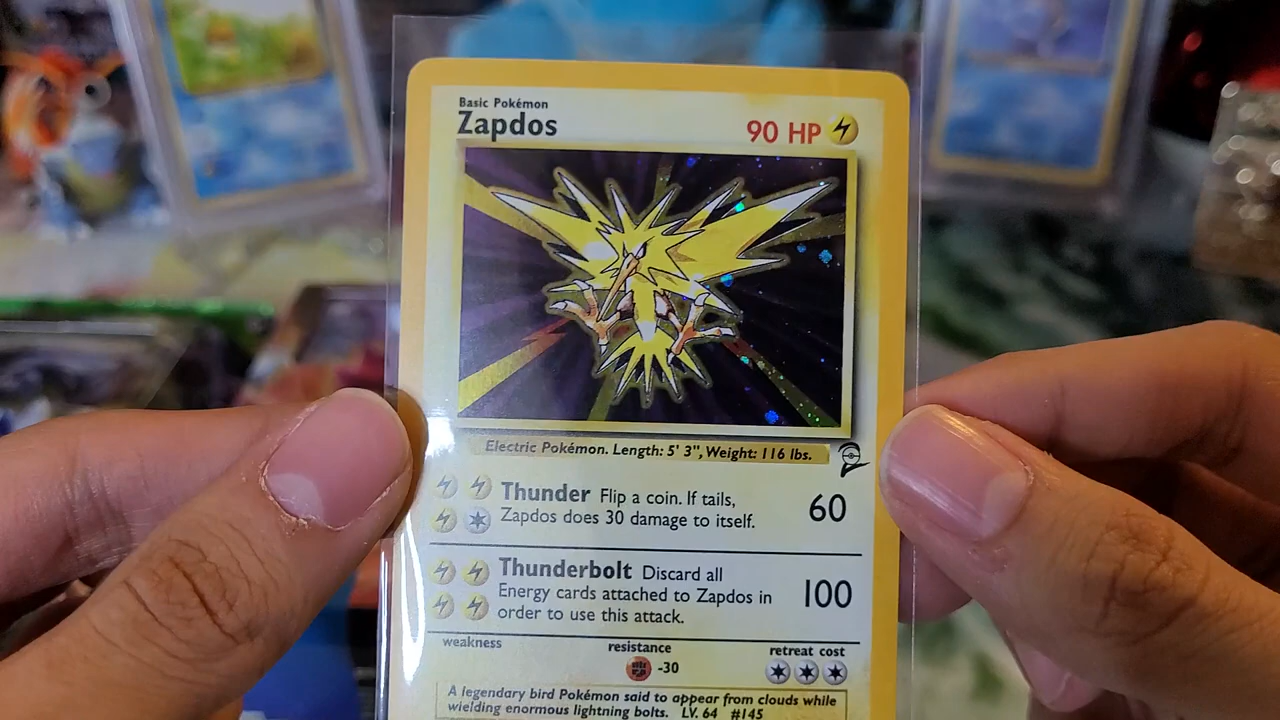 Basic Pokémon
Zapdos
90 HP
Electric Pokémon. Length: 5' 3", Weight: 116 lbs.
Thunder Flip a coin. If tails,
Zapdos does 30 damage to itself.
60
Thunderbolt Discard all
Energy cards attached to Zapdos in
order to use this attack.
100
weakness
resistance
retreat cost
-30
A legendary bird Pokémon said to appear from clouds while
wielding enormous lightning bolts. LV. 64 #145